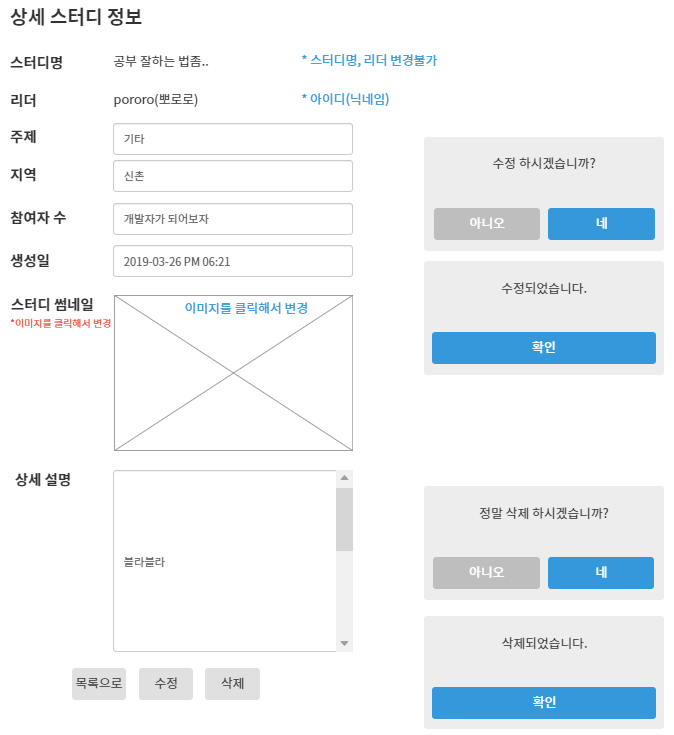 상세 스터디 정보
스터디명 공부 잘하는 법좀.. * 스터디명, 리더 변경불가
리더 pororo(뽀로로) * 아이디(닉네임)
주제 기타
지역 신촌
참여자 수 개발자가 되어보자
생성일 2019-03-26 PM 06:21
스터디 썸네일
*이미지를 클릭해서 변경
이미지를 클릭해서 변경
상세 설명
블라블라
목록으로 수정 삭제
수정 하시겠습니까?
아니오 네
수정되었습니다.
확인
정말 삭제 하시겠습니까?
아니오 네
삭제되었습니다.
확인